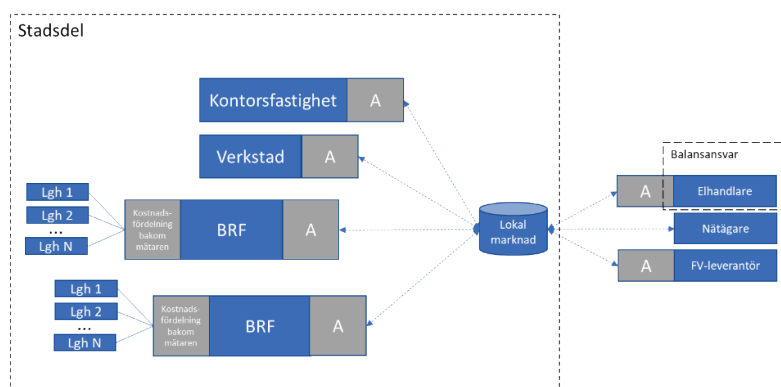 Stadsdel
Kontorsfastighet A
Verkstad A
Lgh 1
Lgh 2
...
Lgh N
Kostnads-
fördelning
bakom
mätaren
BRF A
Lgh 1
Lgh 2
...
Lgh N
Kostnads-
fördelning
bakom
mätaren
BRF A
Lokal
marknad
Balansansvar
A Elhandlare
Nätägare
A FV-leverantör